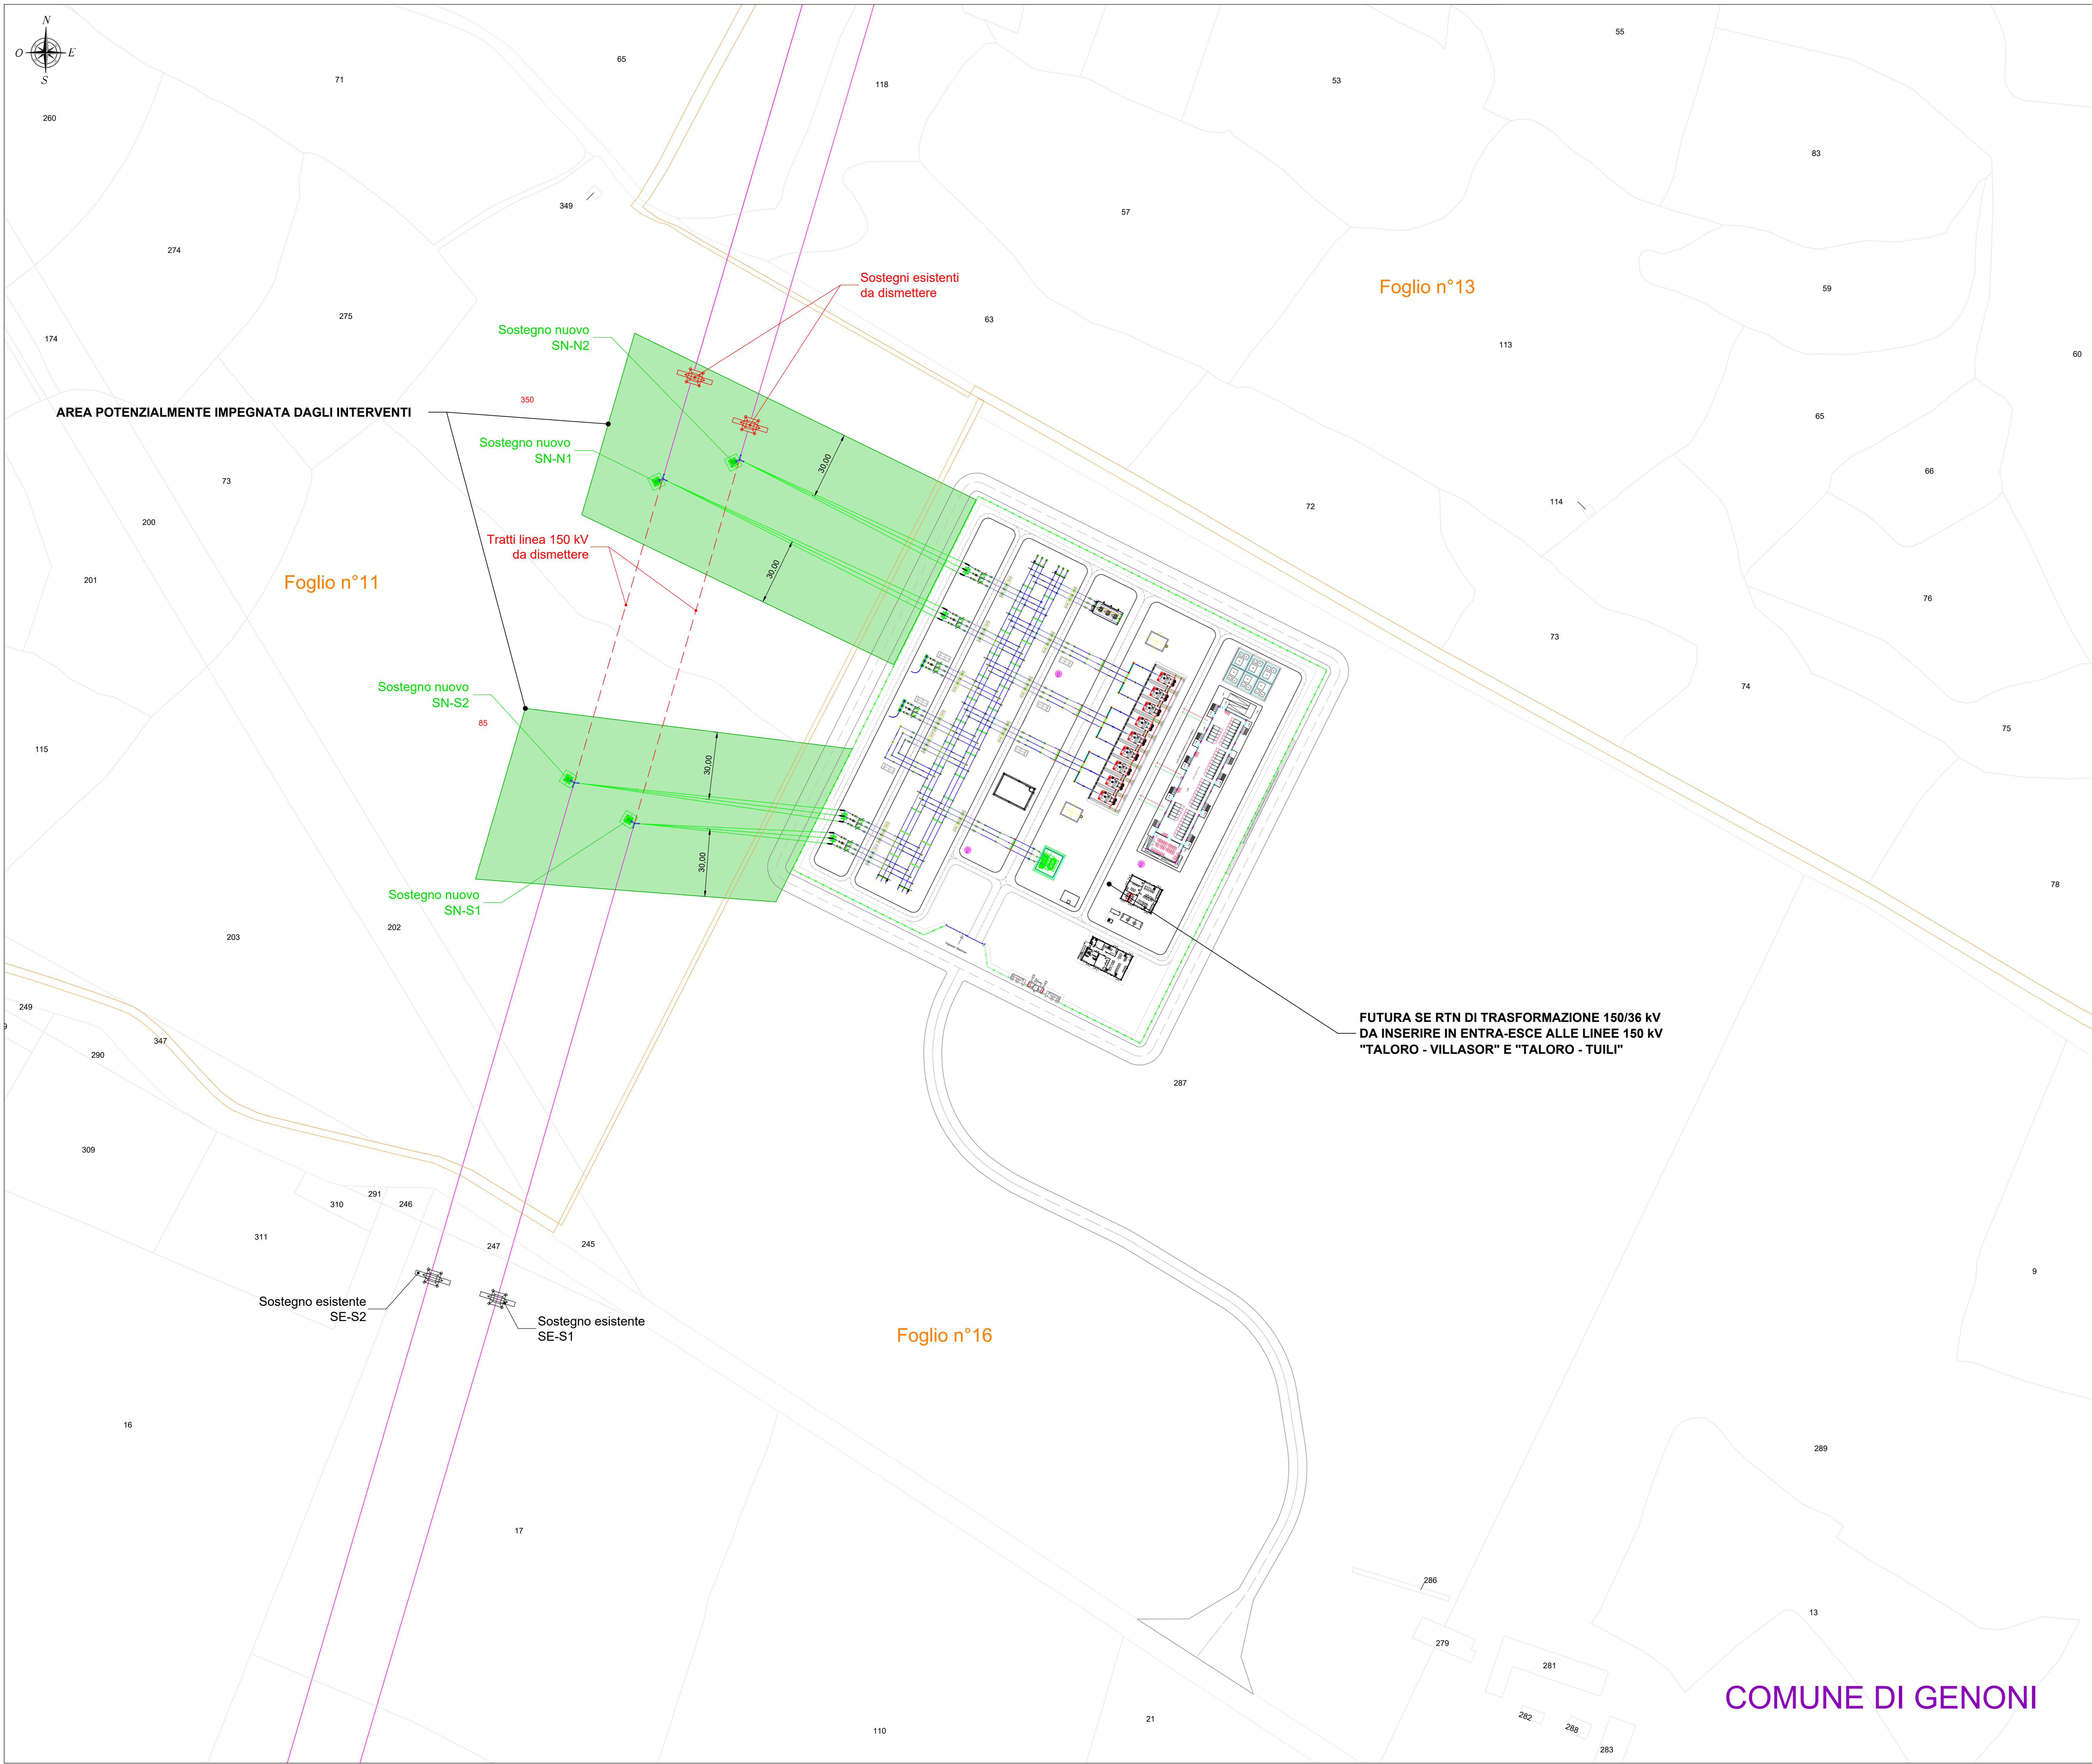 N
O
E
S
55
65
71
118
53
260
83
349
57
274
Sostegni esistenti
da dismettere
Foglio n°13
59
275
63
Sostegno nuovo
SN-N2
174
113
60
350
AREA POTENZIALMENTE IMPEGNATA DAGLI INTERVENTI
65
Sostegno nuovo
SN-N1
30,00
66
73
114
72
200
Tratti linea 150 kV
da dismettere
30,00
201
Foglio n°11
76
73
Sostegno nuovo
SN-S2
74
85
75
115
30,00
30,00
Sostegno nuovo
SN-S1
78
202
203
249
9
347
290
FUTURA SE RTN DI TRASFORMAZIONE 150/36 kV
DA INSERIRE IN ENTRA-ESCE ALLE LINEE 150 kV
"TALORO - VILLASOR" E "TALORO - TUILI"
287
309
291
310
246
311
247
245
9
Sostegno esistente
SE-S2
Sostegno esistente
SE-S1
Foglio n°16
16
289
17
286
13
279
281
COMUNE DI GENONI
282
288
21
110
283